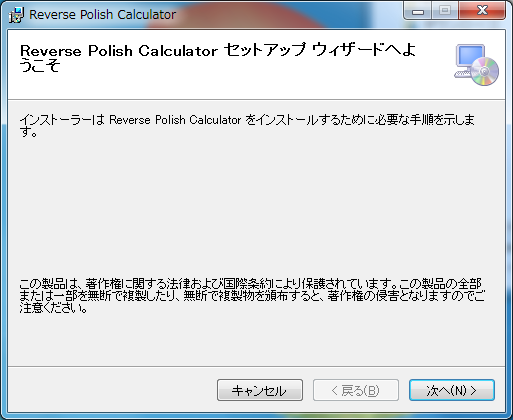 Reverse Polish Calculator
Reverse Polish Calculator セットアップ ウィザードへよ
うこそ
インストーラーは Reverse Polish Calculator をインストールするために必要な手順を示しま
す。
この製品は、著作権に関する法律および国際条約により保護されています。この製品の全部
または一部を無断で複製したり、無断で複製物を頒布すると、著作権の侵害となりますのでご
注意ください。
キャンセル
< 戻る(B)
次へ(N) >